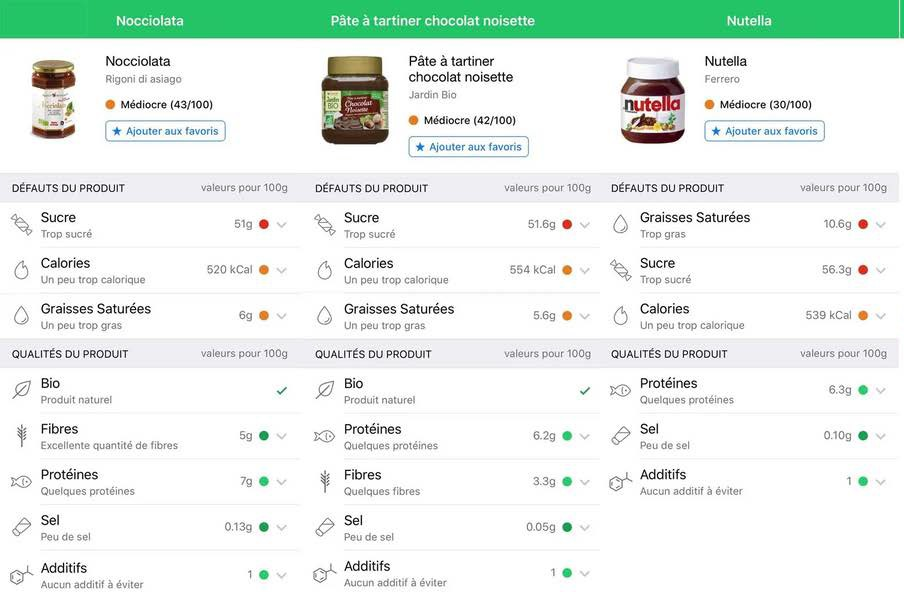 Nocciolata
Nocciolata
Rigoni di asiago
Médiocre (43/100)
★ Ajouter aux favoris
DÉFAUTS DU PRODUIT valeurs pour 100g
Sucre 51g
Trop sucré
Calories 520 kCal
Un peu trop calorique
Graisses Saturées 6g
Un peu trop gras
QUALITÉS DU PRODUIT valeurs pour 100g
Bio
Produit naturel
Fibres 5g
Excellente quantité de fibres
Protéines 7g
Quelques protéines
Sel 0.13g
Peu de sel
Additifs 1
Aucun additif à éviter
Pâte à tartiner chocolat noisette
Jardin
BiO
Chocolat
Noisette
Pâte à tartiner
chocolat noisette
Jardin Bio
Médiocre (42/100)
★ Ajouter aux favoris
DÉFAUTS DU PRODUIT valeurs pour 100g
Sucre 51.6g
Trop sucré
Calories 554 kCal
Un peu trop calorique
Graisses Saturées 5.6g
Un peu trop gras
QUALITÉS DU PRODUIT valeurs pour 100g
Bio
Produit naturel
Protéines 6.2g
Quelques protéines
Fibres 3.3g
Quelques fibres
Sel 0.05g
Peu de sel
Additifs 1
Aucun additif à éviter
Nutella
nutella
Nutella
Ferrero
Médiocre (30/100)
★ Ajouter aux favoris
DÉFAUTS DU PRODUIT valeurs pour 100g
Graisses Saturées 10.6g
Trop gras
Sucre 56.3g
Trop sucré
Calories 539 kCal
Un peu trop calorique
QUALITÉS DU PRODUIT valeurs pour 100g
Protéines 6.3g
Quelques protéines
Sel 0.10g
Peu de sel
Additifs 1
Aucun additif à éviter